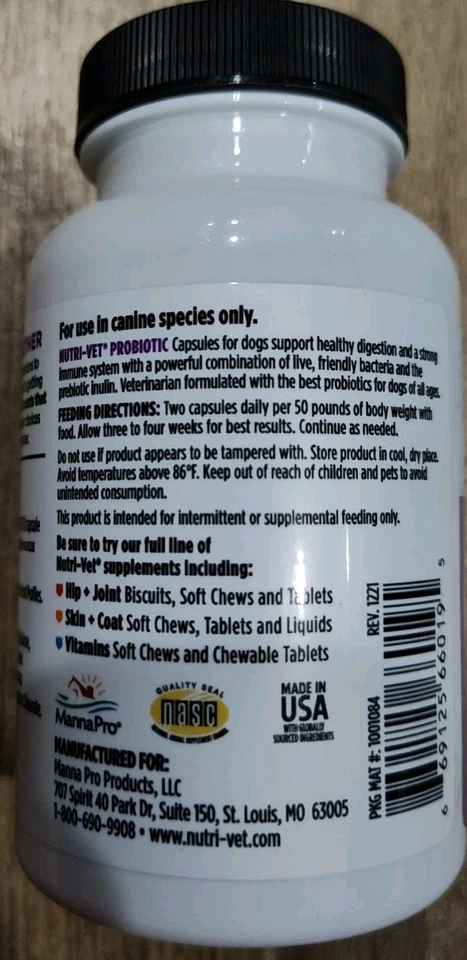 For use in canine species only.
NUTRI-VET® PROBIOTIC Capsules for dogs support healthy digestion and a strong
immune system with a powerful combination of live, friendly bacteria and the
prebiotic inulin. Veterinarian formulated with the best probiotics for dogs of all ages.
FEEDING DIRECTIONS: Two capsules daily per 50 pounds of body weight with
food. Allow three to four weeks for best results. Continue as needed.
Do not use if product appears to be tampered with. Store product in cool, dry place.
Avoid temperatures above 86°F. Keep out of reach of children and pets to avoid
unintended consumption.
This product is intended for intermittent or supplemental feeding only.
Be sure to try our full line of
Nutri-Vet® supplements including:
Hip + Joint Biscuits, Soft Chews and Tablets
Skin + Coat Soft Chews, Tablets and Liquids
Vitamins Soft Chews and Chewable Tablets
MannaPro®
QUALITY SEAL
nasc
MADE IN
USA
WITH GLOBALLY
SOURCED INGREDIENTS
MANUFACTURED FOR:
Manna Pro Products, LLC
707 Spirit 40 Park Dr, Suite 150, St. Louis, MO 63005
1-800-690-9908 • www.nutri-vet.com
PKG MAT #: 1001084 REV. 1221
6 69125 66019 5